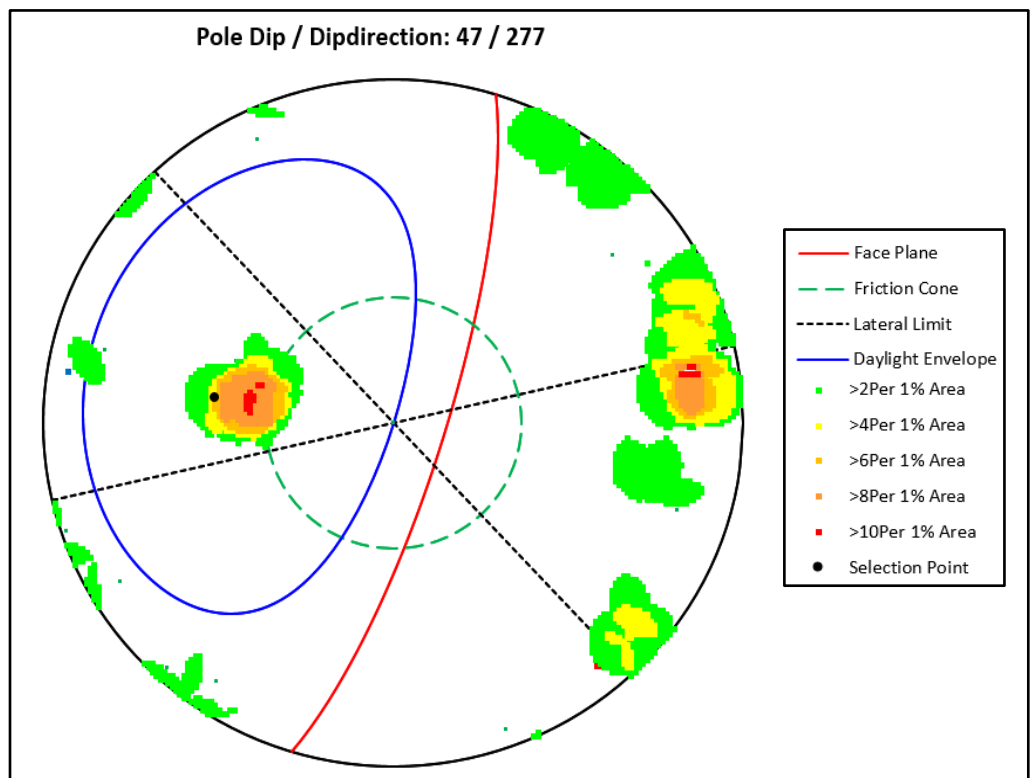 Pole Dip / Dipdirection: 47 / 277
Face Plane
Friction Cone
Lateral Limit
Daylight Envelope
>2Per 1% Area
>4Per 1% Area
>6Per 1% Area
>8Per 1% Area
>10Per 1% Area
Selection Point